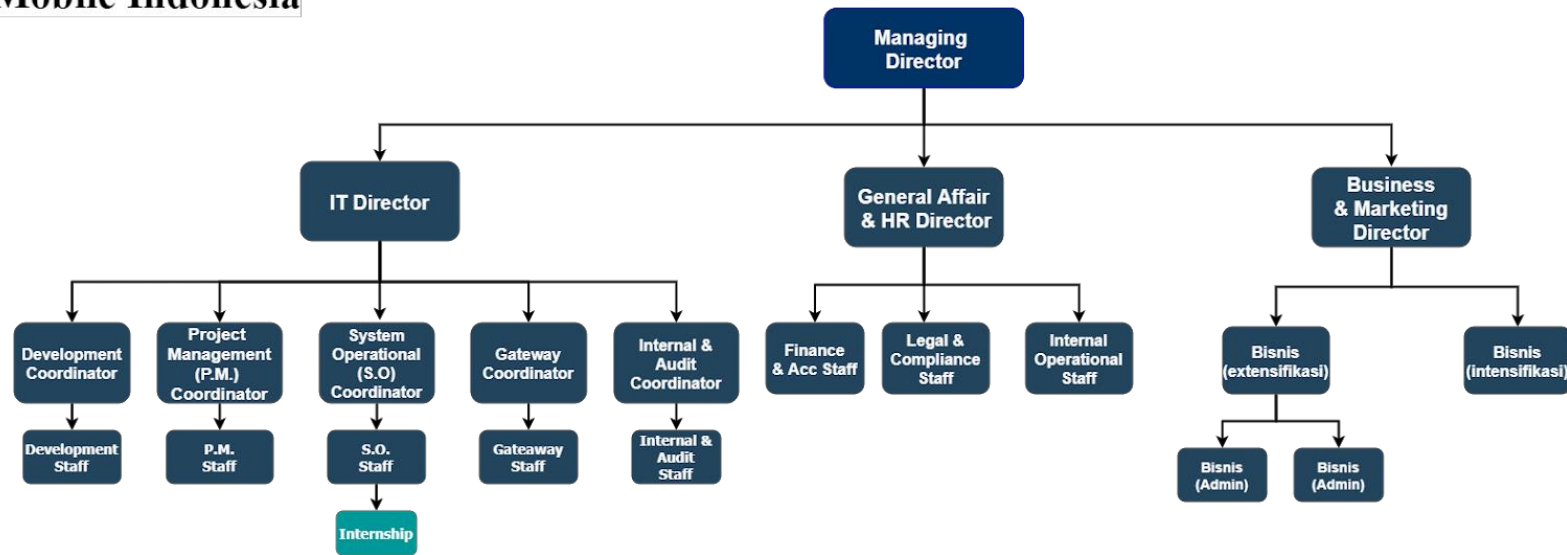 Mobile Indonesia
Managing
Director
IT Director
General Affair
& HR Director
Business
& Marketing
Director
Development
Coordinator
Project
Management
(P.M.)
Coordinator
System
Operational
(S.O)
Coordinator
Gateway
Coordinator
Internal &
Audit
Coordinator
Finance
& Acc Staff
Legal &
Compliance
Staff
Internal
Operational
Staff
Bisnis
(extensifikasi)
Bisnis
(intensifikasi)
Development
Staff
P.M.
Staff
S.O.
Staff
Gateaway
Staff
Internal &
Audit
Staff
Bisnis
(Admin)
Bisnis
(Admin)
Internship